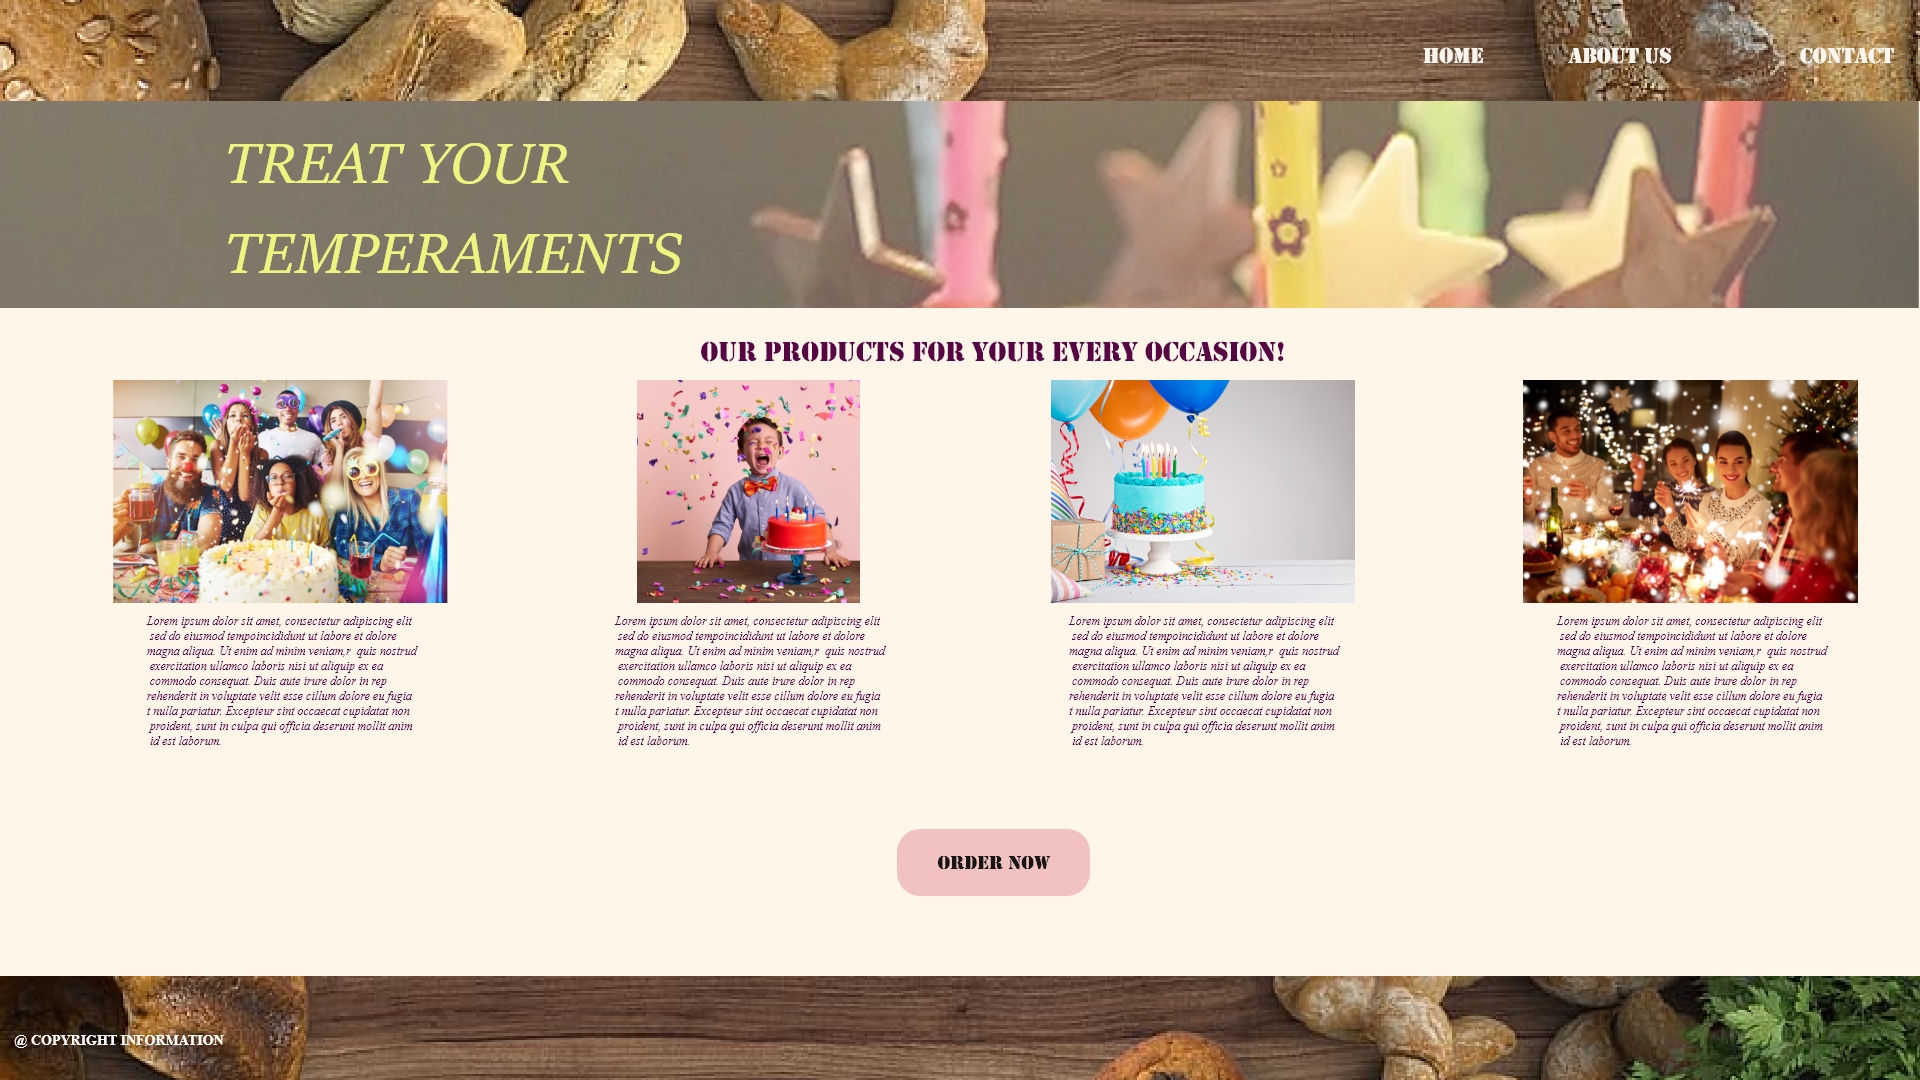 HOME ABOUT US CONTACT
TREAT YOUR
TEMPERAMENTS
OUR PRODUCTS FOR YOUR EVERY OCCASION!
Lorem ipsum dolor sit amet, consectetur adipiscing elit
sed do eiusmod tempoincididunt ut labore et dolore
magna aliqua. Ut enim ad minim veniam,r quis nostrud
exercitation ullamco laboris nisi ut aliquip ex ea
commodo consequat. Duis aute irure dolor in rep
rehenderit in voluptate velit esse cillum dolore eu fugia
t nulla pariatur. Excepteur sint occaecat cupidatat non
proident, sunt in culpa qui officia deserunt mollit anim
id est laborum.
Lorem ipsum dolor sit amet, consectetur adipiscing elit
sed do eiusmod tempoincididunt ut labore et dolore
magna aliqua. Ut enim ad minim veniam,r quis nostrud
exercitation ullamco laboris nisi ut aliquip ex ea
commodo consequat. Duis aute irure dolor in rep
rehenderit in voluptate velit esse cillum dolore eu fugia
t nulla pariatur. Excepteur sint occaecat cupidatat non
proident, sunt in culpa qui officia deserunt mollit anim
id est laborum.
Lorem ipsum dolor sit amet, consectetur adipiscing elit
sed do eiusmod tempoincididunt ut labore et dolore
magna aliqua. Ut enim ad minim veniam,r quis nostrud
exercitation ullamco laboris nisi ut aliquip ex ea
commodo consequat. Duis aute irure dolor in rep
rehenderit in voluptate velit esse cillum dolore eu fugia
t nulla pariatur. Excepteur sint occaecat cupidatat non
proident, sunt in culpa qui officia deserunt mollit anim
id est laborum.
Lorem ipsum dolor sit amet, consectetur adipiscing elit
sed do eiusmod tempoincididunt ut labore et dolore
magna aliqua. Ut enim ad minim veniam,r quis nostrud
exercitation ullamco laboris nisi ut aliquip ex ea
commodo consequat. Duis aute irure dolor in rep
rehenderit in voluptate velit esse cillum dolore eu fugia
t nulla pariatur. Excepteur sint occaecat cupidatat non
proident, sunt in culpa qui officia deserunt mollit anim
id est laborum.
ORDER NOW
@ COPYRIGHT INFORMATION